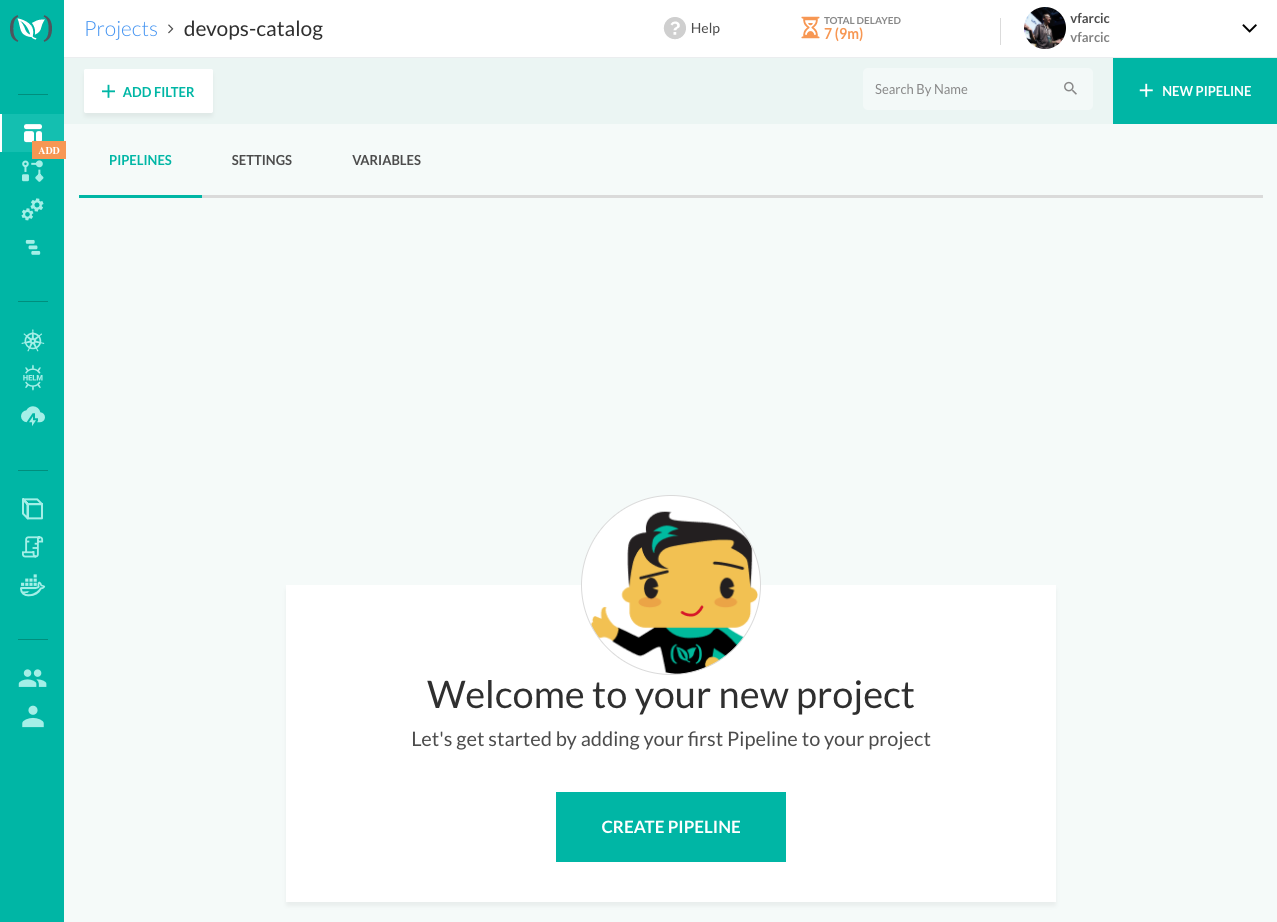 Projects > devops-catalog
Help
TOTAL DELAYED
7 (9m)
vfarcic
vfarcic
ADD FILTER
Search By Name
NEW PIPELINE
ADD
PIPELINES
SETTINGS
VARIABLES
HELM
Welcome to your new project
Let's get started by adding your first Pipeline to your project
CREATE PIPELINE